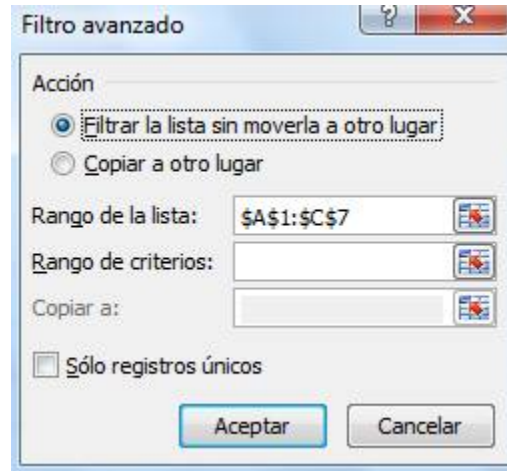 Filtro avanzado
Acción
Filtrar la lista sin moverla a otro lugar
Copiar a otro lugar
Rango de la lista: $A$1:$C$7
Rango de criterios:
Copiar a:
Sólo registros únicos
Aceptar Cancelar